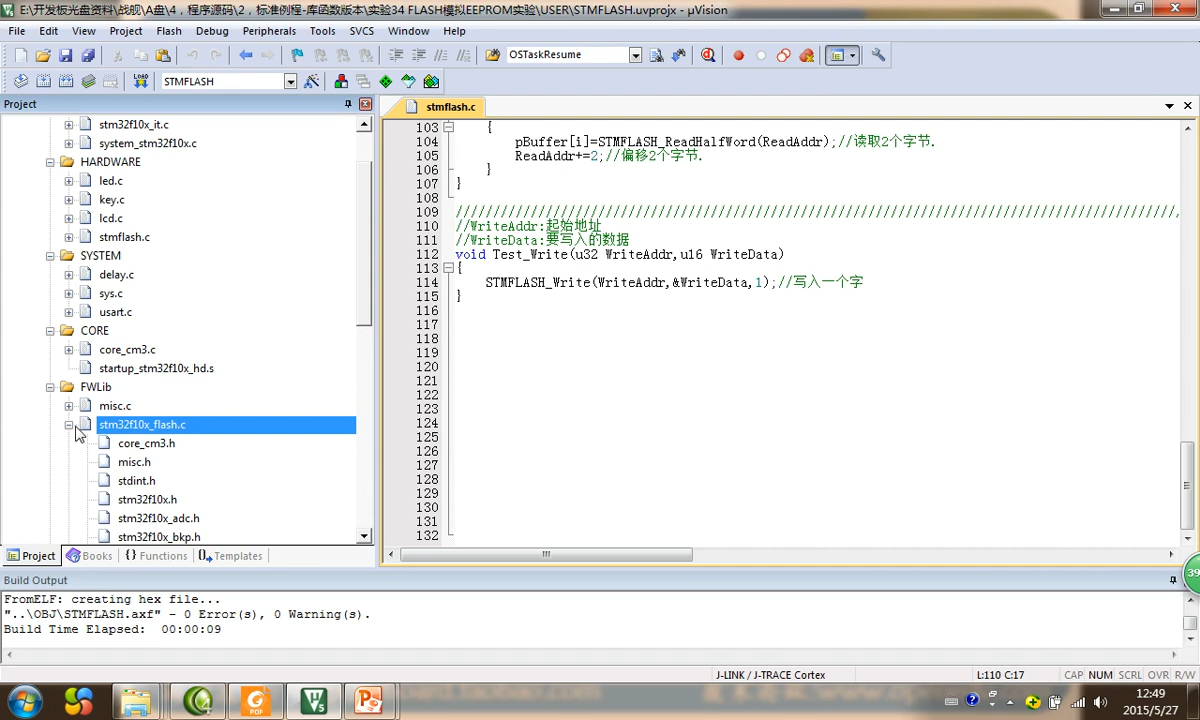 E:\开发板光盘资料\战舰\A盘\4，程序源码\2，标准例程-库函数版本\实验34 FLASH模拟EEPROM实验\USER\STMFLASH.uvprojx - µVision
File Edit View Project Flash Debug Peripherals Tools SVCS Window Help
OSTaskResume
LOAD STMFLASH
Project
stmflash.c
stm32f10x_it.c
system_stm32f10x.c
HARDWARE
led.c
key.c
lcd.c
stmflash.c
SYSTEM
delay.c
sys.c
usart.c
CORE
core_cm3.c
startup_stm32f10x_hd.s
FWLib
misc.c
stm32f10x_flash.c
core_cm3.h
misc.h
stdint.h
stm32f10x.h
stm32f10x_adc.h
stm32f10x_bkp.h
103 {
104 pBuffer[i]=STMFLASH_ReadHalfWord(ReadAddr);//读取2个字节.
105 ReadAddr+=2;//偏移2个字节.
106 }
107 }
108
109 //////////////////////////////////////////////////////////////////////////////////////////////
110 //WriteAddr:起始地址
111 //WriteData:要写入的数据
112 void Test_Write(u32 WriteAddr,u16 WriteData)
113 {
114 STMFLASH_Write(WriteAddr,&WriteData,1);//写入一个字
115 }
116
117
118
119
120
121
122
123
124
125
126
127
128
129
130
131
132
Project Books {} Functions Templates
Build Output
FromELF: creating hex file...
"..\OBJ\STMFLASH.axf" - 0 Error(s), 0 Warning(s).
Build Time Elapsed:  00:00:09
39
J-LINK / J-TRACE Cortex L:110 C:17 CAP NUM SCRL OVR R/W
PDF
12:49
2015/5/27